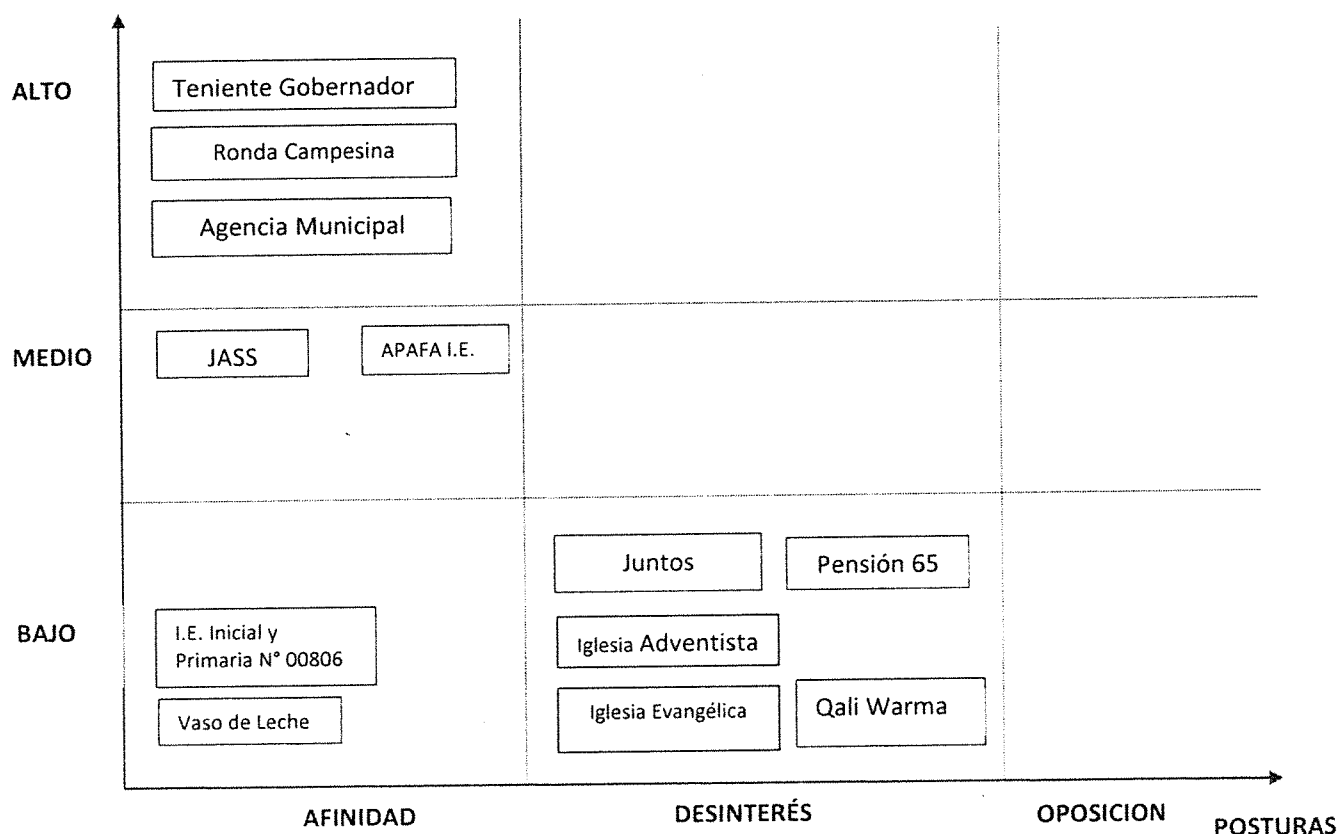 ALTO
Teniente Gobernador
Ronda Campesina
Agencia Municipal
MEDIO
JASS
APAFA I.E.
BAJO
I.E. Inicial y
Primaria N° 00806
Vaso de Leche
Juntos
Pensión 65
Iglesia Adventista
Iglesia Evangélica
Qali Warma
AFINIDAD
DESINTERÉS
OPOSICION
POSTURAS